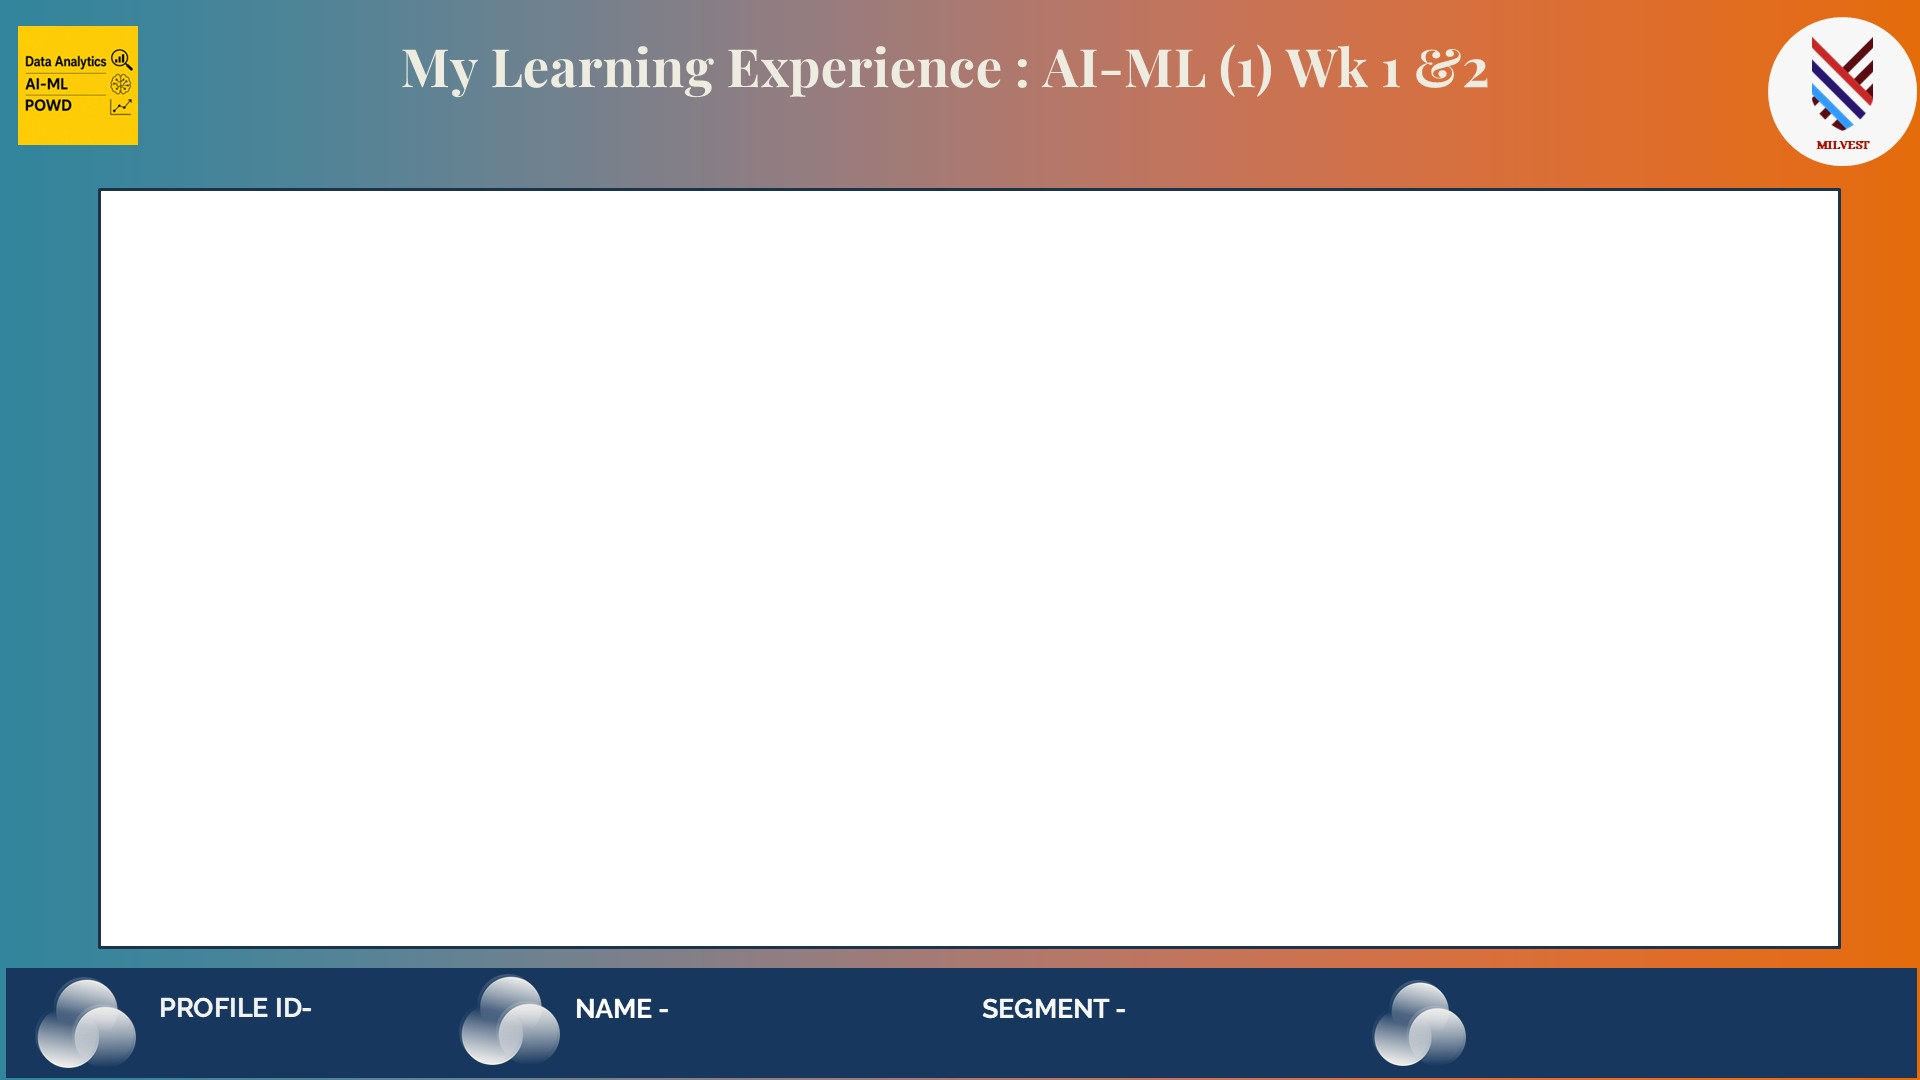 My Learning Experience : AI-ML (1) Wk 1 &2
Data Analytics
AI-ML
POWD
MILVEST
PROFILE ID-
NAME -
SEGMENT -